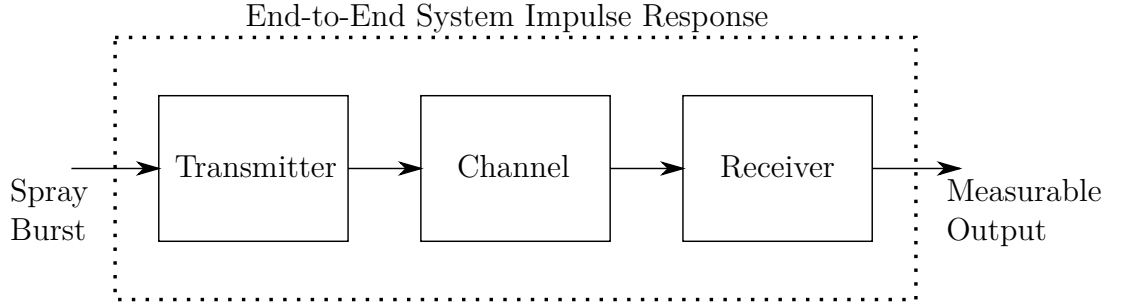 End-to-End System Impulse Response
Transmitter
Channel
Receiver
Spray
Burst
Measurable
Output